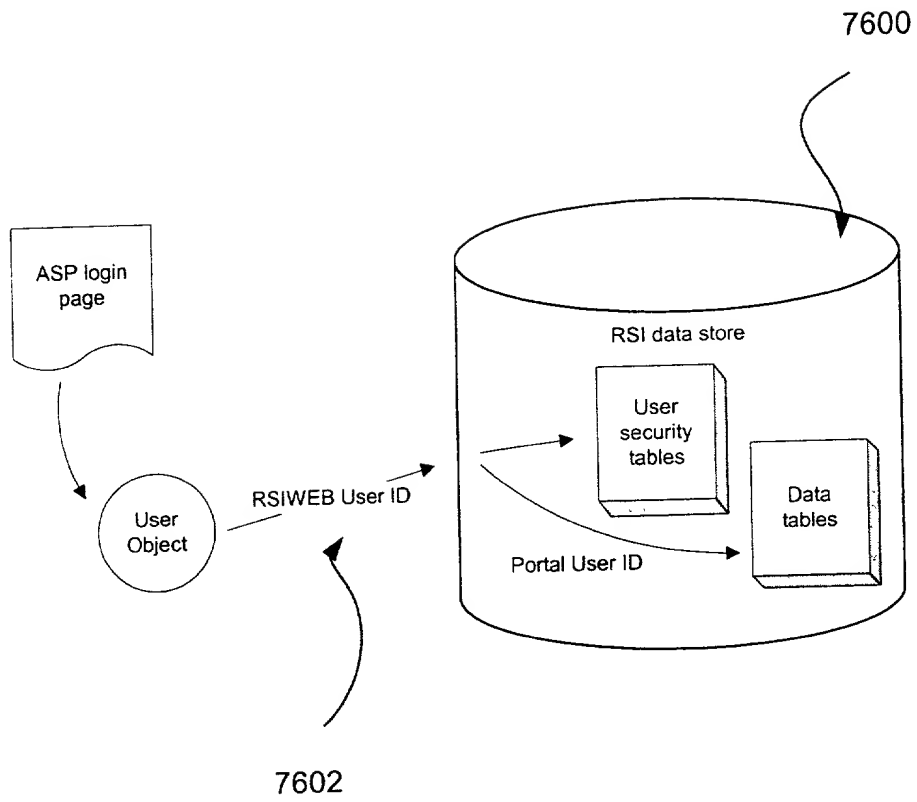 7600
ASP login
page
RSI data store
User
security
tables
RSIWEB User ID
User
Object
Data
tables
Portal User ID
7602